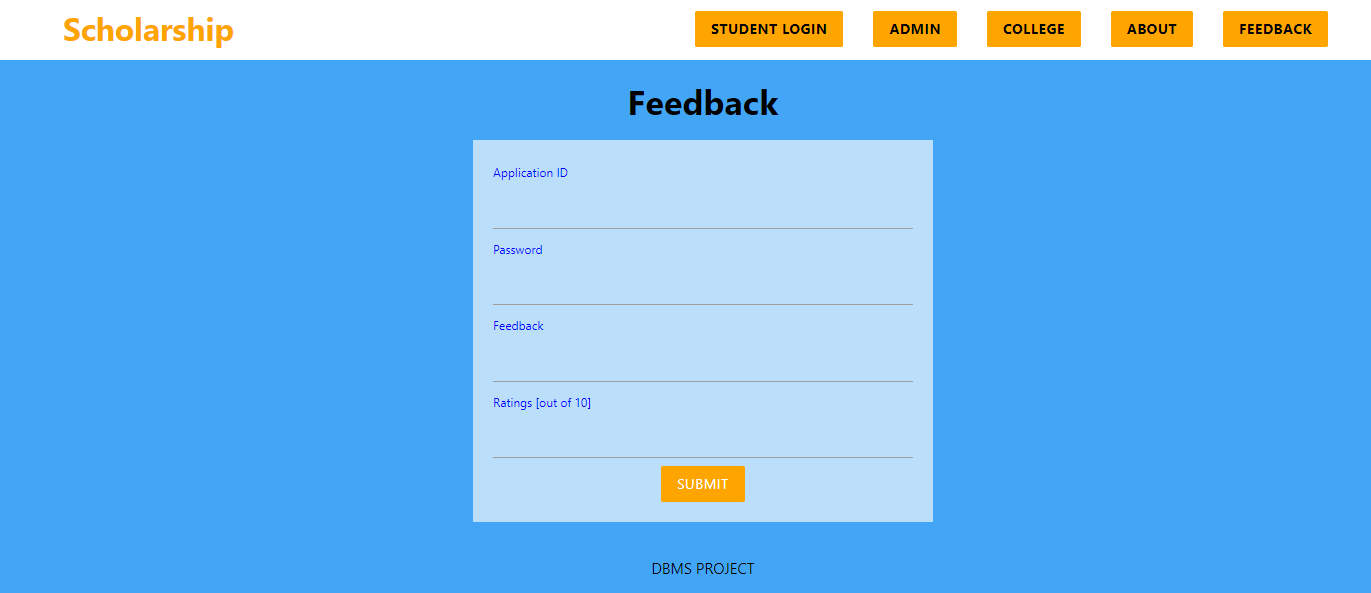 Scholarship
STUDENT LOGIN
ADMIN
COLLEGE
ABOUT
FEEDBACK
Feedback
Application ID
Password
Feedback
Ratings [out of 10]
SUBMIT
DBMS PROJECT